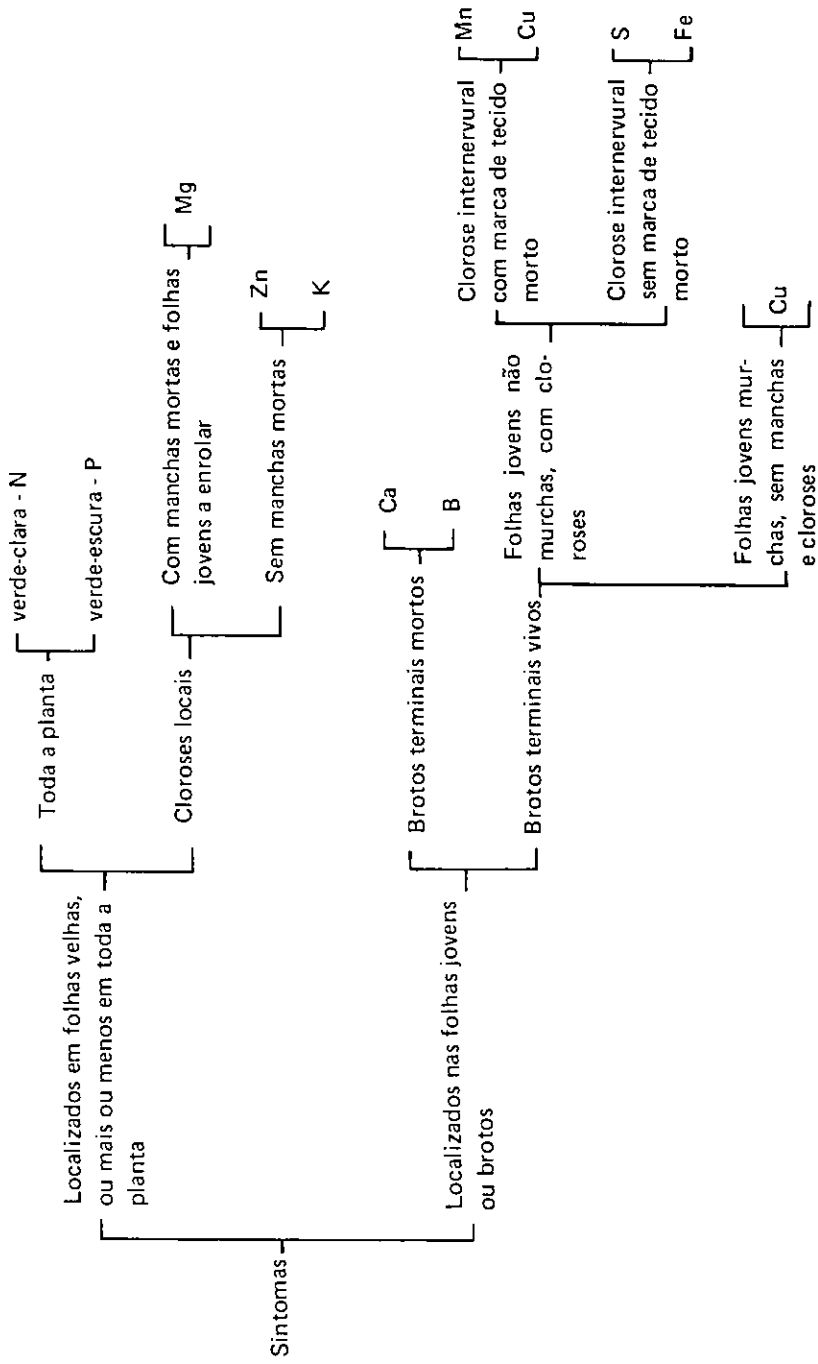 Sintomas
Localizados em folhas velhas,
ou mais ou menos em toda a
planta
Toda a planta
verde-clara - N
verde-escura - P
Cloroses locais
Com manchas mortas e folhas
jovens a enrolar
Mg
Sem manchas mortas
Zn
K
Localizados nas folhas jovens
ou brotos
Brotos terminais mortos
Ca
B
Brotos terminais vivos
Folhas jovens não
murchas, com clo-
roses
Clorose internervural
com marca de tecido
morto
Mn
Cu
Clorose internervural
sem marca de tecido
morto
S
Fe
Folhas jovens mur-
chas, sem manchas
e cloroses
Cu